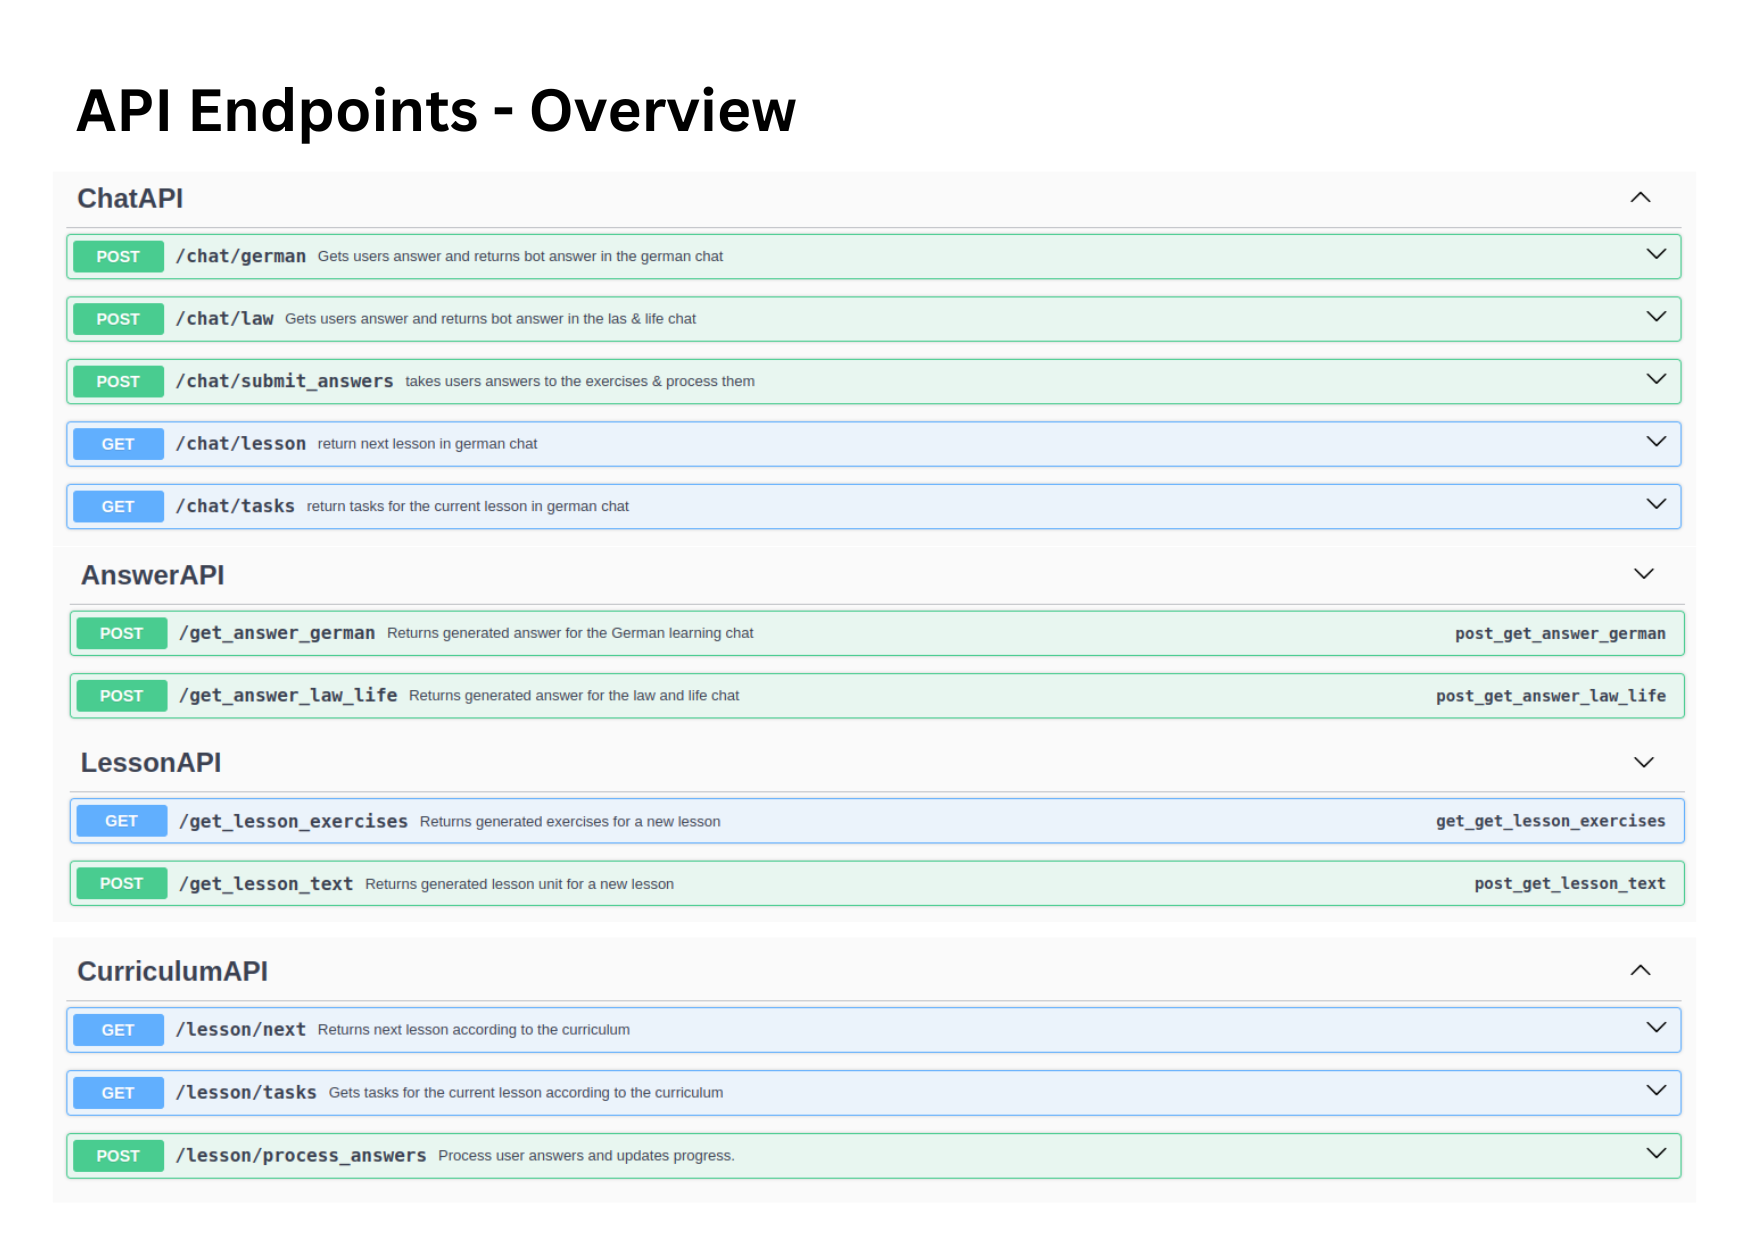 API Endpoints - Overview
ChatAPI
POST /chat/german Gets users answer and returns bot answer in the german chat
POST /chat/law Gets users answer and returns bot answer in the las & life chat
POST /chat/submit_answers takes users answers to the exercises & process them
GET /chat/lesson return next lesson in german chat
GET /chat/tasks return tasks for the current lesson in german chat
AnswerAPI
POST /get_answer_german Returns generated answer for the German learning chat post_get_answer_german
POST /get_answer_law_life Returns generated answer for the law and life chat post_get_answer_law_life
LessonAPI
GET /get_lesson_exercises Returns generated exercises for a new lesson get_get_lesson_exercises
POST /get_lesson_text Returns generated lesson unit for a new lesson post_get_lesson_text
CurriculumAPI
GET /lesson/next Returns next lesson according to the curriculum
GET /lesson/tasks Gets tasks for the current lesson according to the curriculum
POST /lesson/process_answers Process user answers and updates progress.